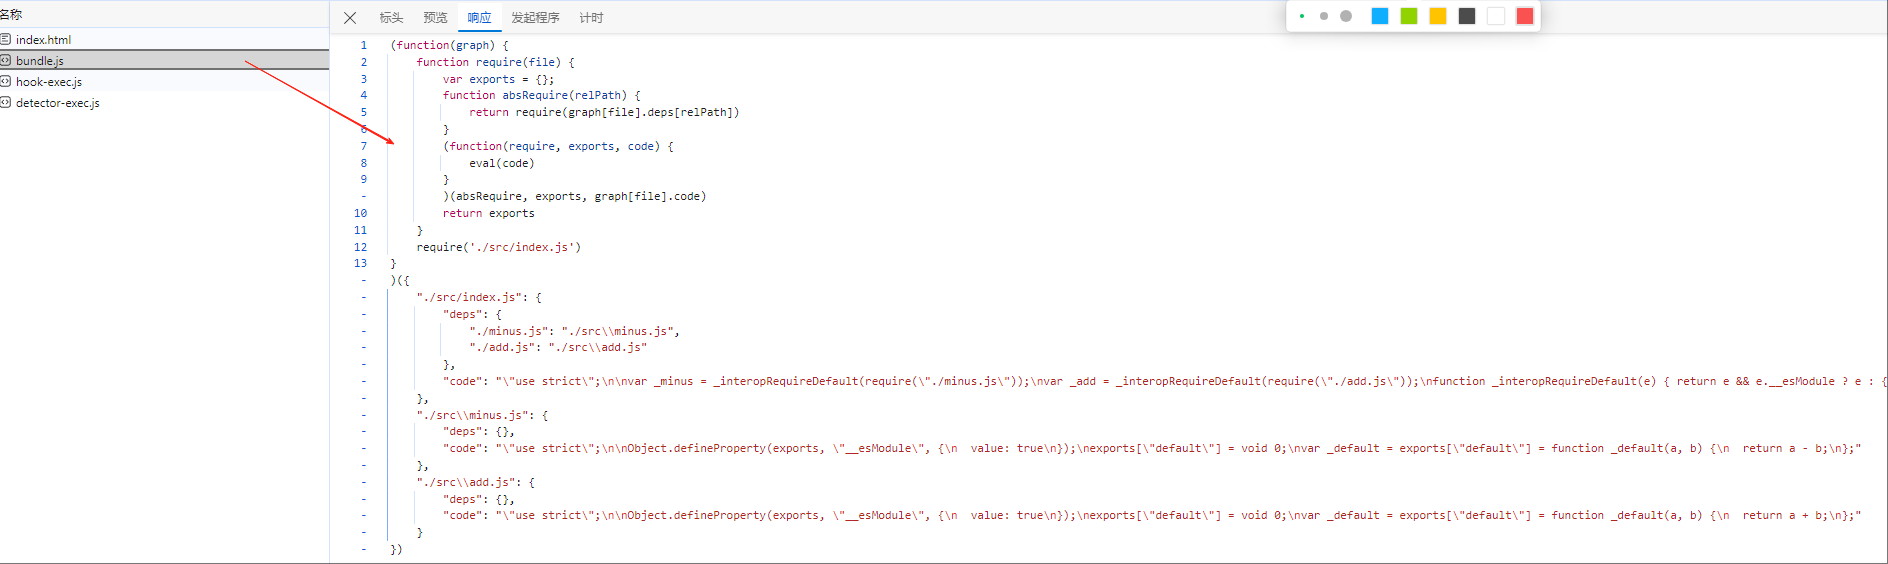 名称
index.html
bundle.js
hook-exec.js
detector-exec.js
标头 预览 响应 发起程序 计时
1 (function(graph) {
2 function require(file) {
3 var exports = {};
4 function absRequire(relPath) {
5 return require(graph[file].deps[relPath])
6 }
7 (function(require, exports, code) {
8 eval(code)
9 }
- )(absRequire, exports, graph[file].code)
10 return exports
11 }
12 require('./src/index.js')
13 }
- )({
- "./src/index.js": {
- "deps": {
- "./minus.js": "./src\\minus.js",
- "./add.js": "./src\\add.js"
- },
- "code": "\"use strict\";\n\nvar _minus = _interopRequireDefault(require(\"./minus.js\"));\nvar _add = _interopRequireDefault(require(\"./add.js\"));\nfunction _interopRequireDefault(e) { return e && e.__esModule ? e : {
- },
- "./src\\minus.js": {
- "deps": {},
- "code": "\"use strict\";\n\nObject.defineProperty(exports, \"__esModule\", {\n  value: true\n});\nexports[\"default\"] = void 0;\nvar _default = exports[\"default\"] = function _default(a, b) {\n  return a - b;\n};"
- },
- "./src\\add.js": {
- "deps": {},
- "code": "\"use strict\";\n\nObject.defineProperty(exports, \"__esModule\", {\n  value: true\n});\nexports[\"default\"] = void 0;\nvar _default = exports[\"default\"] = function _default(a, b) {\n  return a + b;\n};"
- }
- })